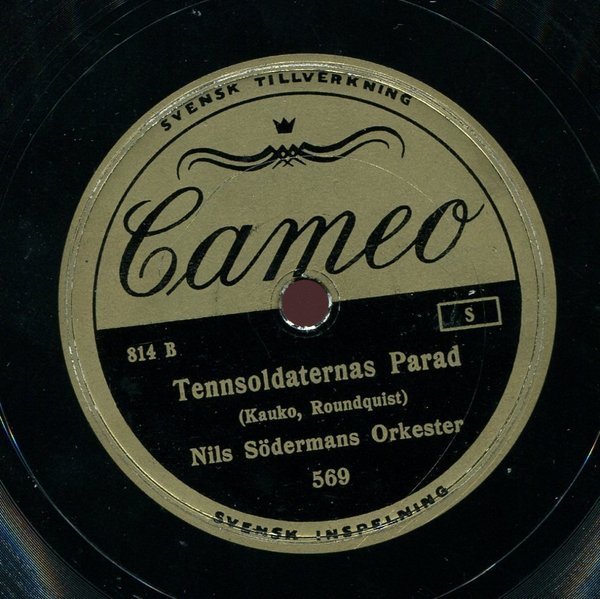 SVENSK TILLVERKNING
Cameo
S
814 B
Tennsoldaternas Parad
(Kauko, Roundquist)
Nils Södermans Orkester
569
SVENSK INSPELNING